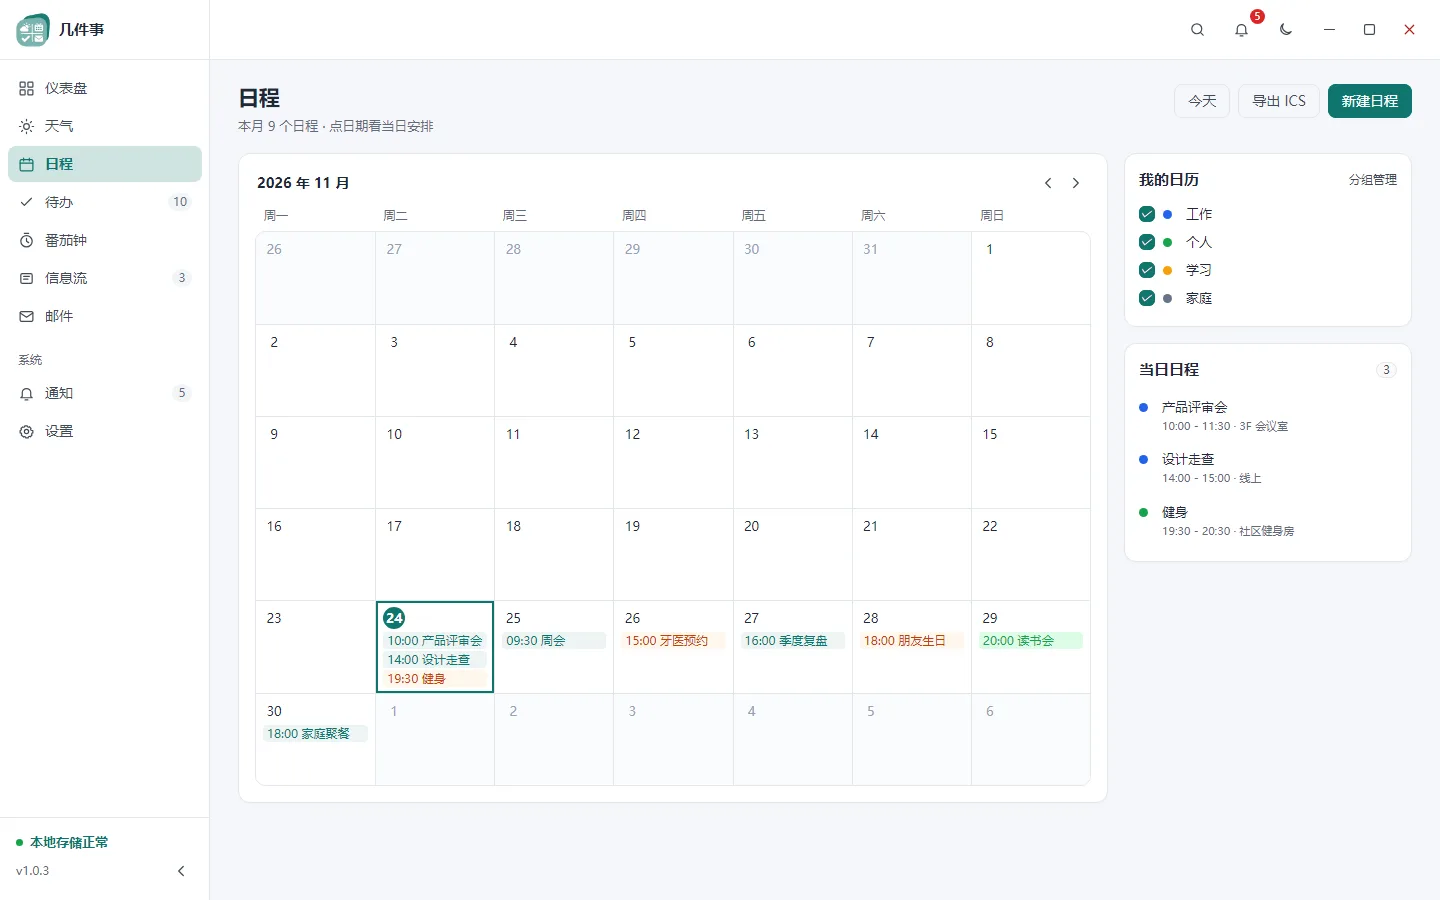 几件事
5
仪表盘
天气
日程
待办 10
番茄钟
信息流 3
邮件
系统
通知 5
设置
本地存储正常
v1.0.3
日程
本月 9 个日程 · 点日期看当日安排
今天 导出 ICS 新建日程
2026 年 11 月
周一 周二 周三 周四 周五 周六 周日
26 27 28 29 30 31 1
2 3 4 5 6 7 8
9 10 11 12 13 14 15
16 17 18 19 20 21 22
23 24 25 26 27 28 29
10:00 产品评审会 09:30 周会 15:00 牙医预约 16:00 季度复盘 18:00 朋友生日 20:00 读书会
14:00 设计走查
19:30 健身
30 1 2 3 4 5 6
18:00 家庭聚餐
我的日历 分组管理
工作
个人
学习
家庭
当日日程 3
产品评审会
10:00 - 11:30 · 3F 会议室
设计走查
14:00 - 15:00 · 线上
健身
19:30 - 20:30 · 社区健身房